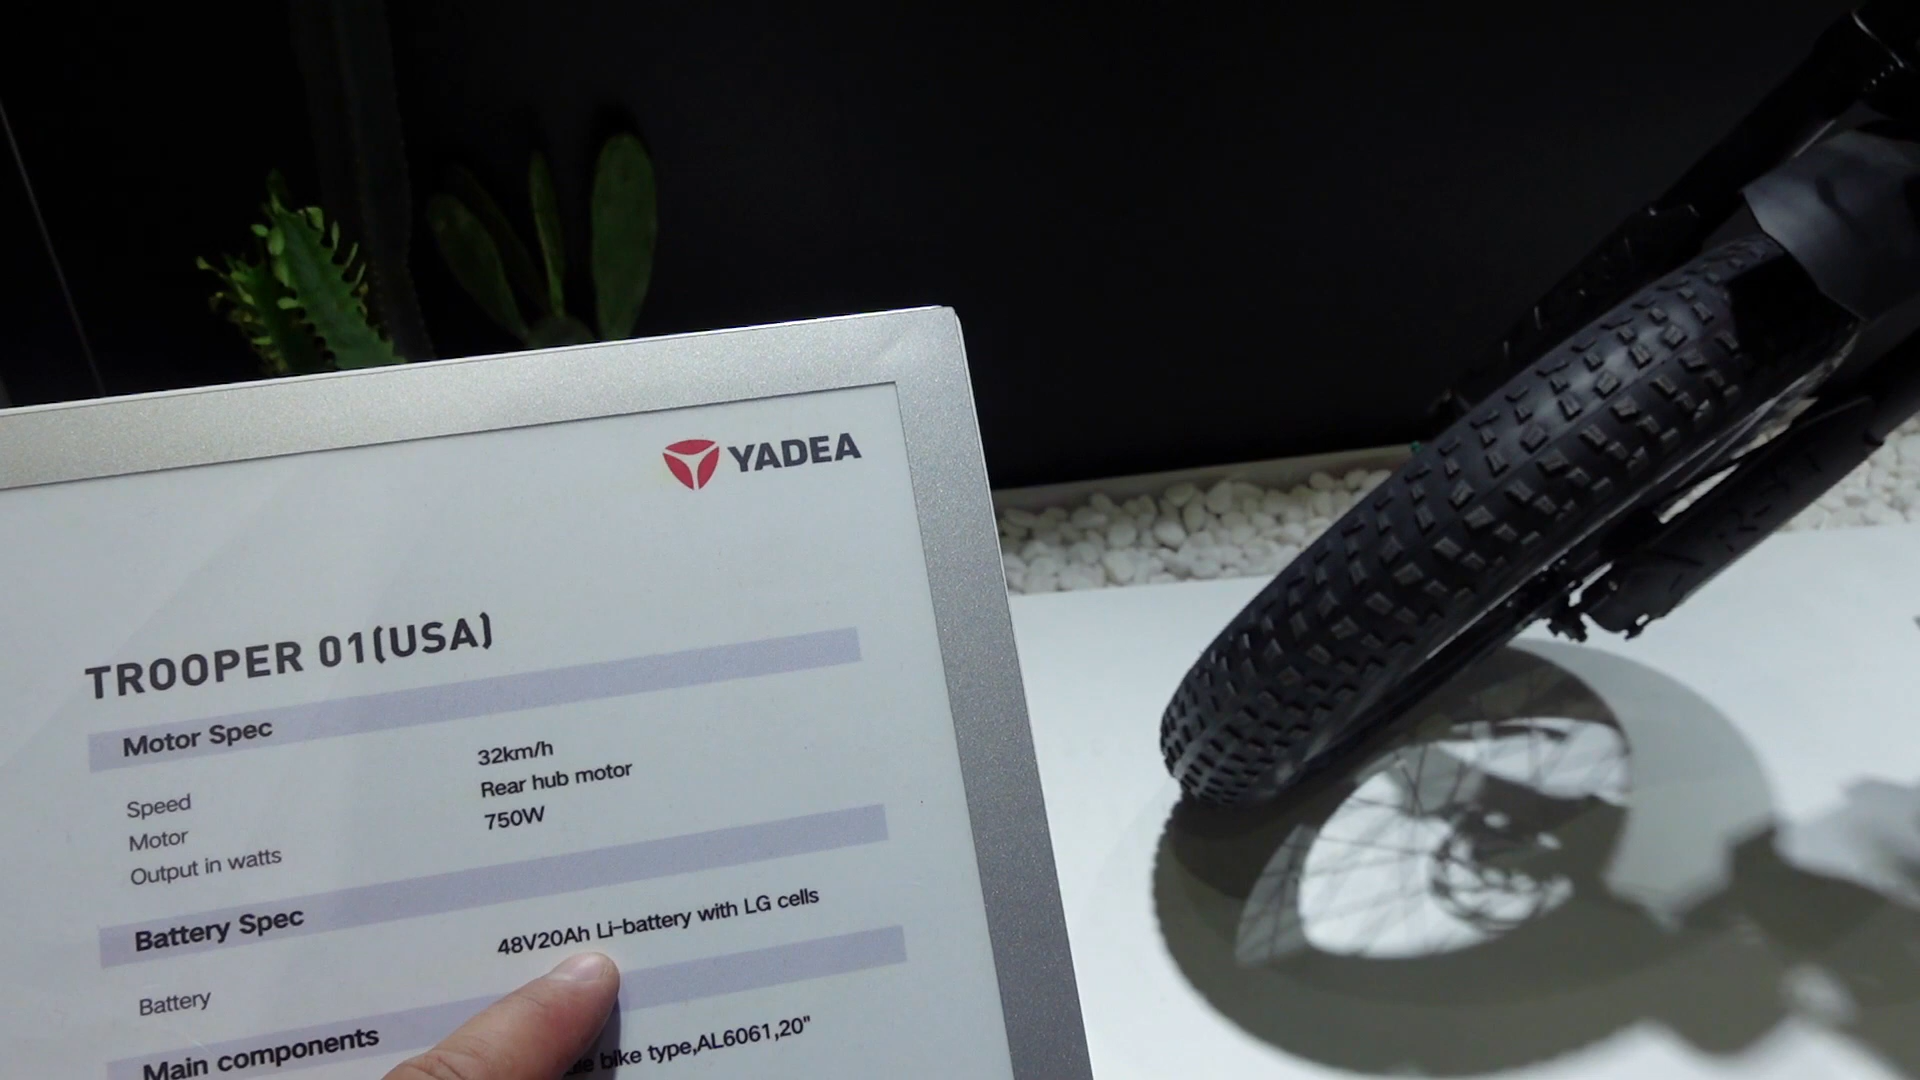 YADEA
TROOPER 01(USA)
Motor Spec
Speed 32km/h
Motor Rear hub motor
Output in watts 750W
Battery Spec
Battery 48V20Ah Li-battery with LG cells
Main components
bike type,AL6061,20"